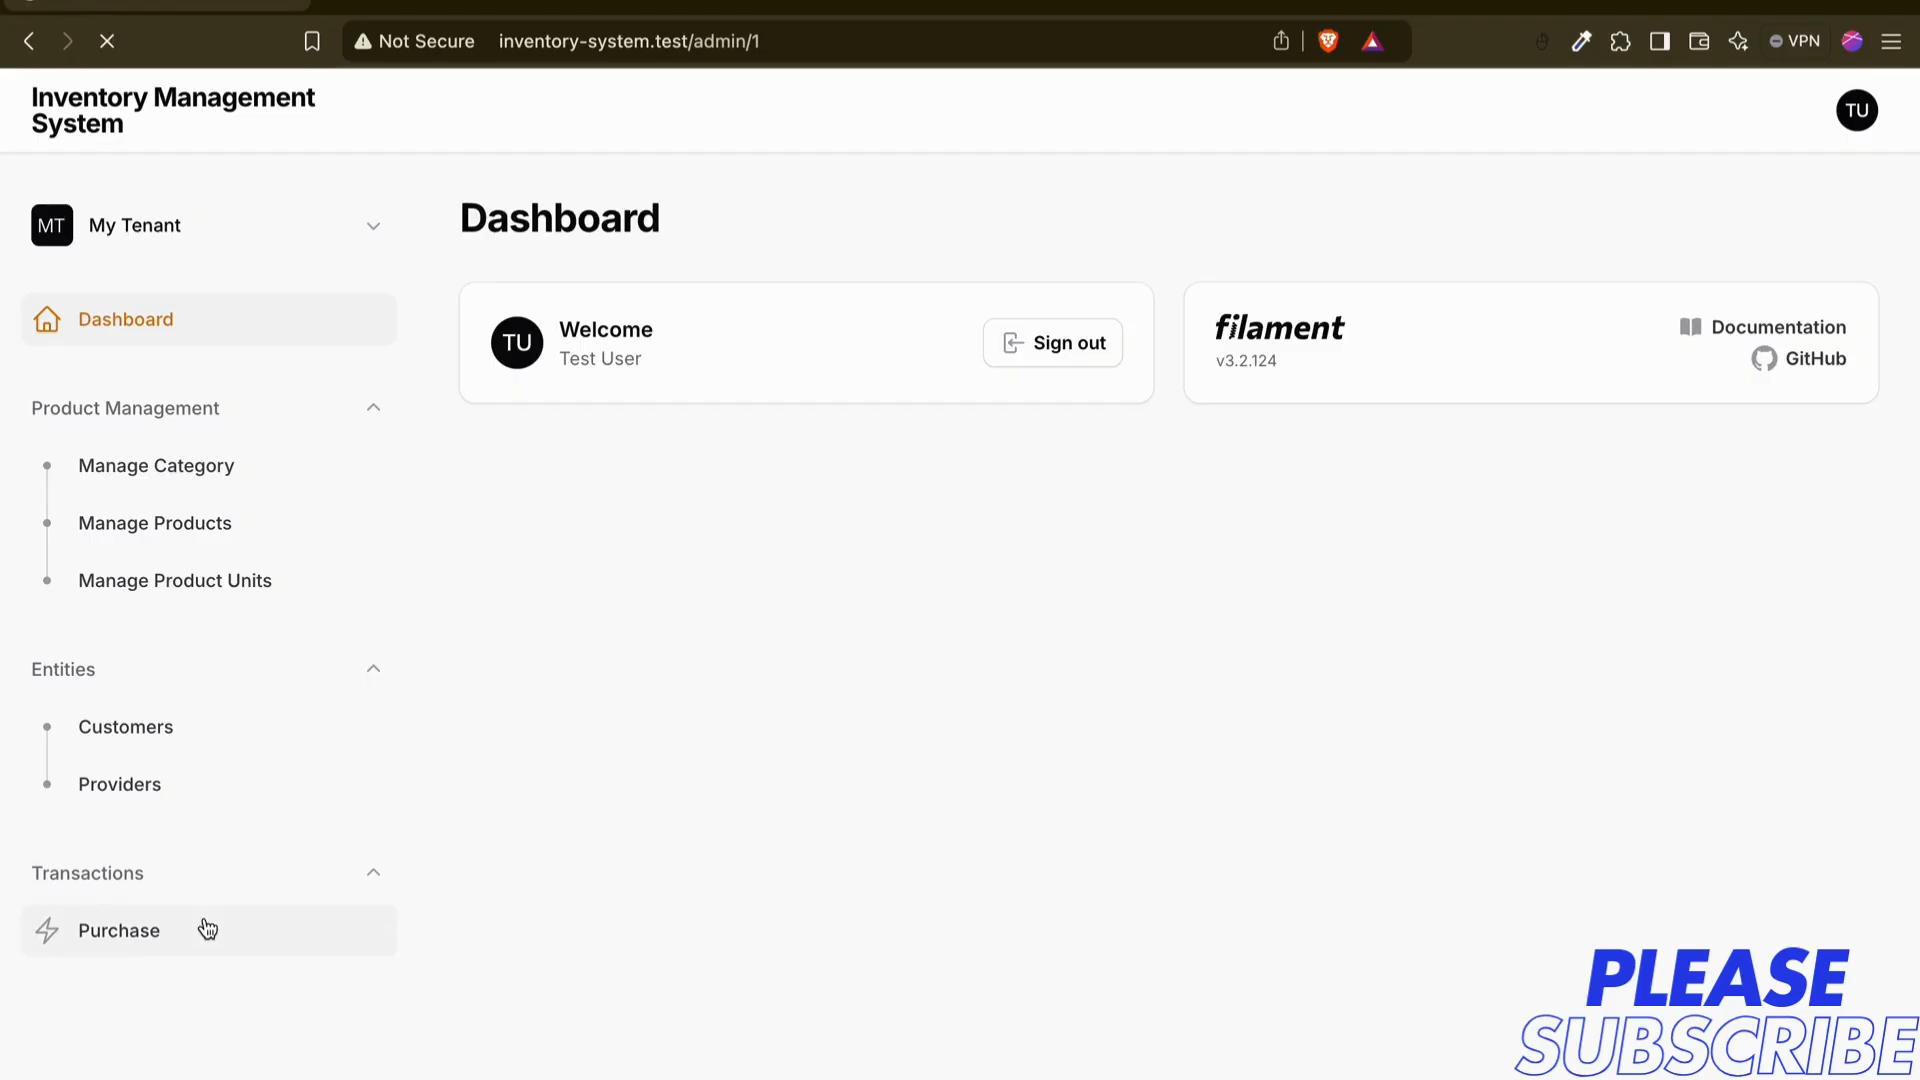 Not Secure inventory-system.test/admin/1
VPN
Inventory Management
System
TU
MT My Tenant
Dashboard
Dashboard
TU
Welcome
Test User
Sign out
filament
v3.2.124
Documentation
GitHub
Product Management
Manage Category
Manage Products
Manage Product Units
Entities
Customers
Providers
Transactions
Purchase
PLEASE
SUBSCRIBE